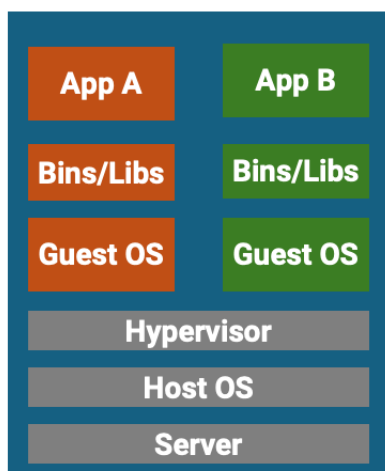 App A
App B
Bins/Libs
Bins/Libs
Guest OS
Guest OS
Hypervisor
Host OS
Server